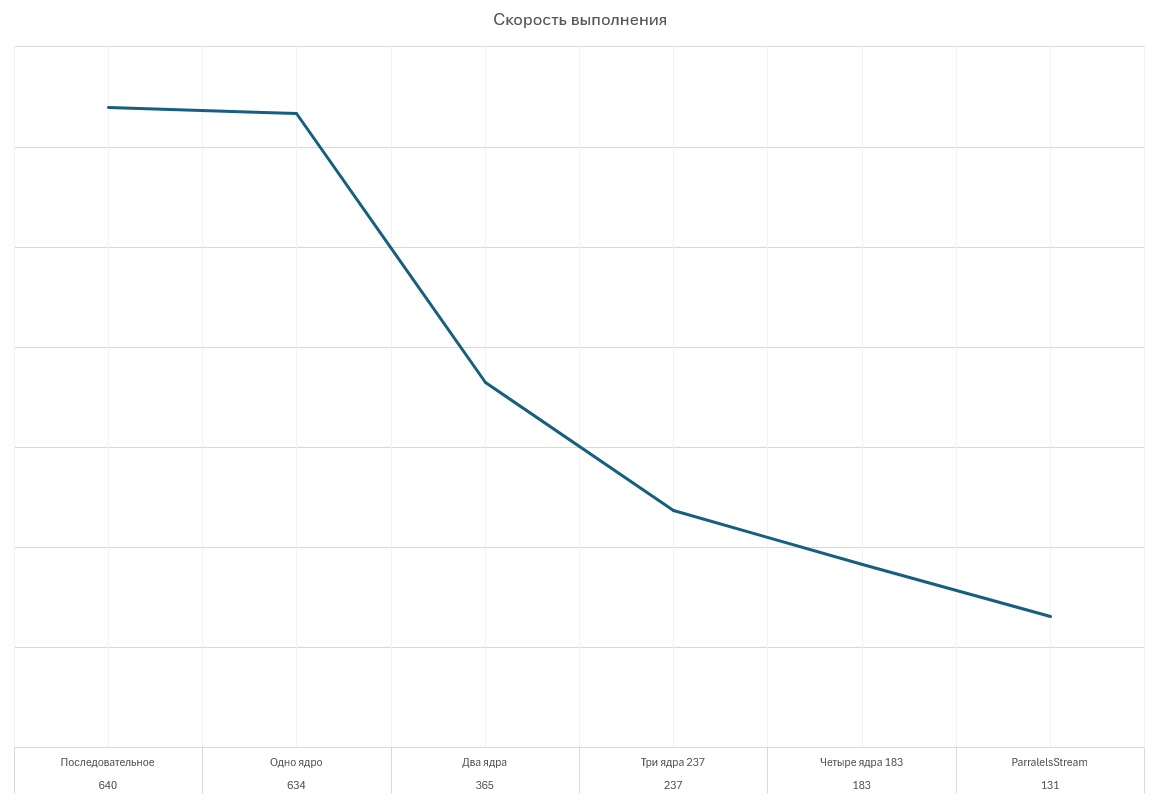 Скорость выполнения
Последовательное Одно ядро Два ядра Три ядра 237 Четыре ядра 183 ParralelsStream
640 634 365 237 183 131